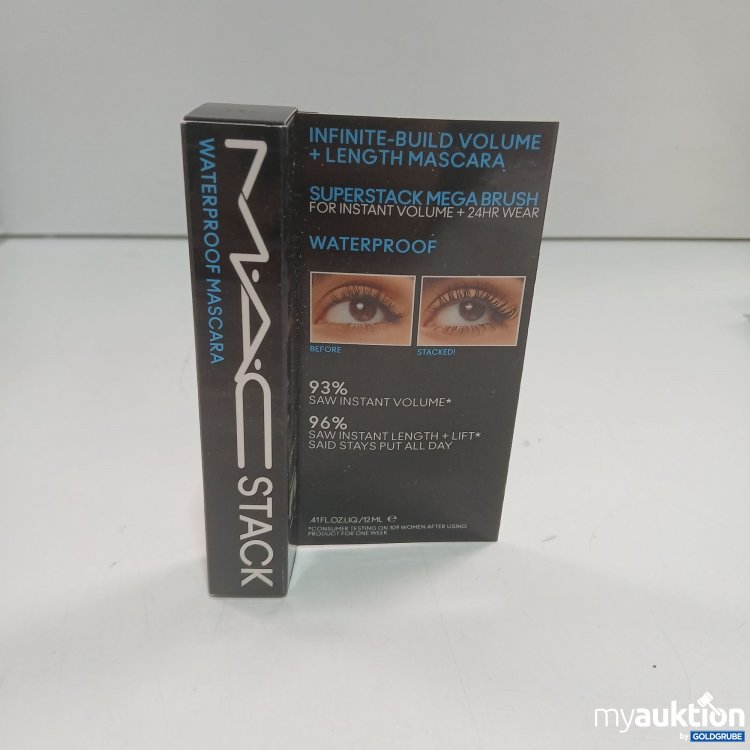 WATERPROOF MASCARA
M·A·C STACK
INFINITE-BUILD VOLUME
+ LENGTH MASCARA
SUPERSTACK MEGA BRUSH
FOR INSTANT VOLUME + 24HR WEAR
WATERPROOF
BEFORE
STACKED!
93%
SAW INSTANT VOLUME*
96%
SAW INSTANT LENGTH + LIFT*
SAID STAYS PUT ALL DAY
.41 FL.OZ.LIQ./12 ML ℮
*CONSUMER TESTING ON 109 WOMEN AFTER USING
PRODUCT FOR ONE WEEK
myauktion
by GOLDGRUBE